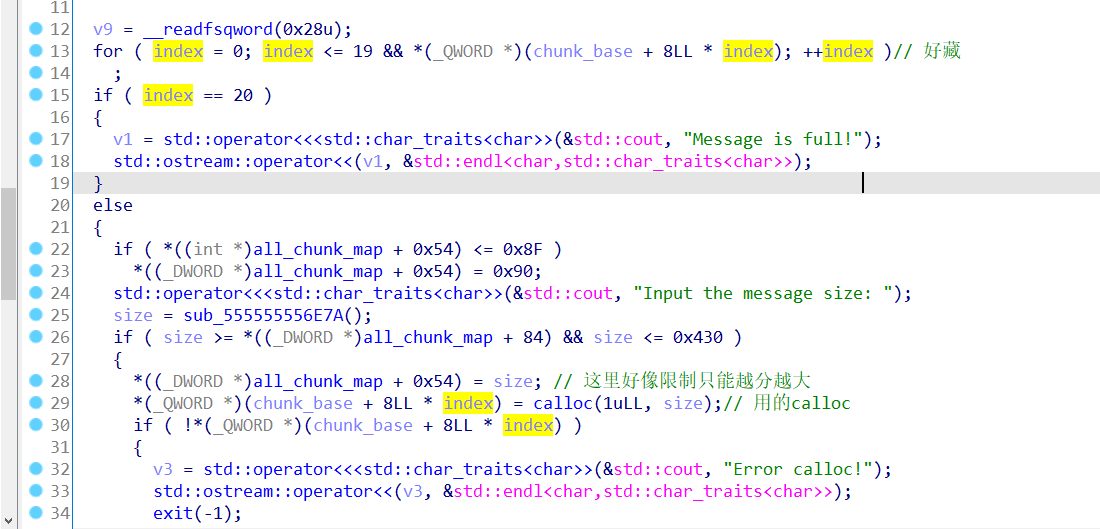 11
12 v9 = __readfsqword(0x28u);
13 for ( index = 0; index <= 19 && *(_QWORD *)(chunk_base + 8LL * index); ++index )// 好藏
14 ;
15 if ( index == 20 )
16 {
17 v1 = std::operator<<<std::char_traits<char>>(&std::cout, "Message is full!");
18 std::ostream::operator<<(v1, &std::endl<char,std::char_traits<char>>);
19 }
20 else
21 {
22 if ( *((int *)all_chunk_map + 0x54) <= 0x8F )
23 *((_DWORD *)all_chunk_map + 0x54) = 0x90;
24 std::operator<<<std::char_traits<char>>(&std::cout, "Input the message size: ");
25 size = sub_555555556E7A();
26 if ( size >= *((_DWORD *)all_chunk_map + 84) && size <= 0x430 )
27 {
28 *((_DWORD *)all_chunk_map + 0x54) = size; // 这里好像限制只能越分越大
29 *(_QWORD *)(chunk_base + 8LL * index) = calloc(1uLL, size);// 用的calloc
30 if ( !*(_QWORD *)(chunk_base + 8LL * index) )
31 {
32 v3 = std::operator<<<std::char_traits<char>>(&std::cout, "Error calloc!");
33 std::ostream::operator<<(v3, &std::endl<char,std::char_traits<char>>);
34 exit(-1);